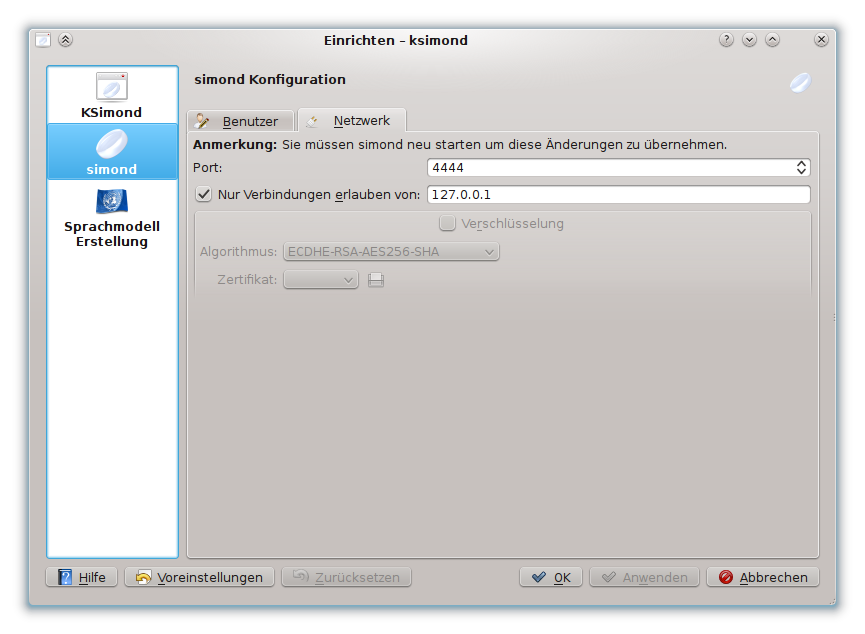 Einrichten – ksimond
KSimond
simond
Sprachmodell
Erstellung
simond Konfiguration
Benutzer
Netzwerk
Anmerkung: Sie müssen simond neu starten um diese Änderungen zu übernehmen.
Port: 4444
Nur Verbindungen erlauben von: 127.0.0.1
Verschlüsselung
Algorithmus: ECDHE-RSA-AES256-SHA
Zertifikat:
Hilfe Voreinstellungen Zurücksetzen OK Anwenden Abbrechen